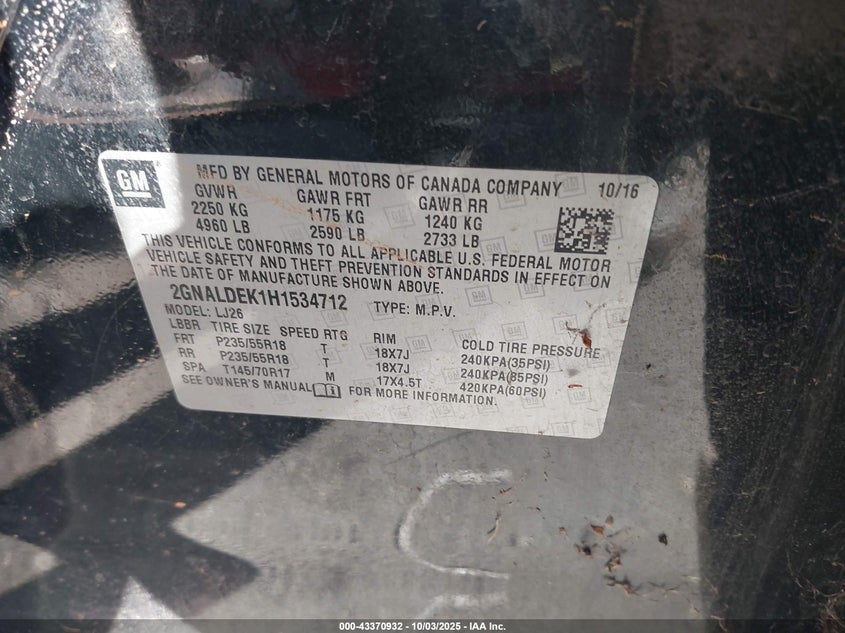 GM
MFD BY GENERAL MOTORS OF CANADA COMPANY 10/16
GVWH GAWR FRT GAWR RR
2250 KG 1175 KG 1240 KG
4960 LB 2590 LB 2733 LB
THIS VEHICLE CONFORMS TO ALL APPLICABLE U.S. FEDERAL MOTOR
VEHICLE SAFETY AND THEFT PREVENTION STANDARDS IN EFFECT ON
THE DATE OF MANUFACTURE SHOWN ABOVE.
2GNALDEK1H1534712 TYPE: M.P.V.
MODEL: LJ26
LBBR TIRE SIZE SPEED RTG RIM COLD TIRE PRESSURE
FRT P235/55R18 T 18X7J 240KPA(35PSI)
RR P235/55R18 T 18X7J 240KPA(85PSI)
SPA T145/70R17 M 17X4.5T 420KPA(60PSI)
SEE OWNER'S MANUAL FOR MORE INFORMATION.
000-43370932 - 10/03/2025 - IAA Inc.